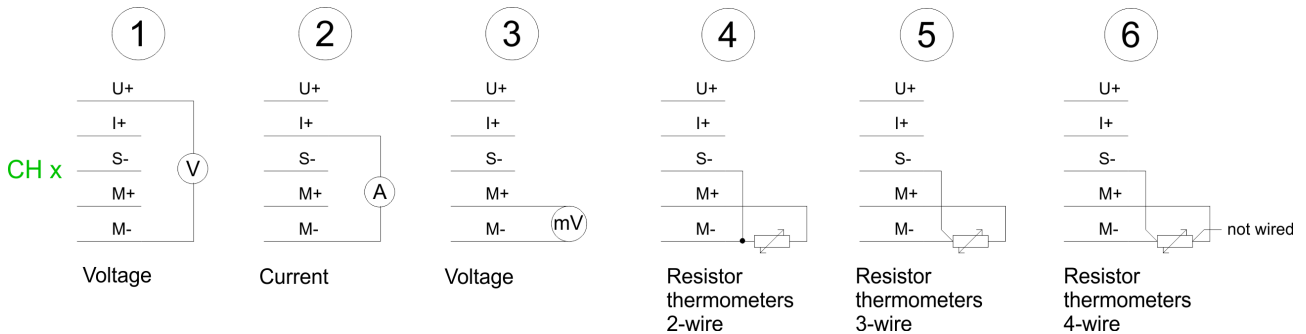 1
2
3
4
5
6
U+ U+ U+ U+ U+ U+
I+ I+ I+ I+ I+ I+
CH x
S- S- S- S- S- S-
V
M+ M+ M+ M+ M+ M+
A
M- M- M- M- M- M-
mV
not wired
Voltage
Current
Voltage
Resistor
thermometers
2-wire
Resistor
thermometers
3-wire
Resistor
thermometers
4-wire